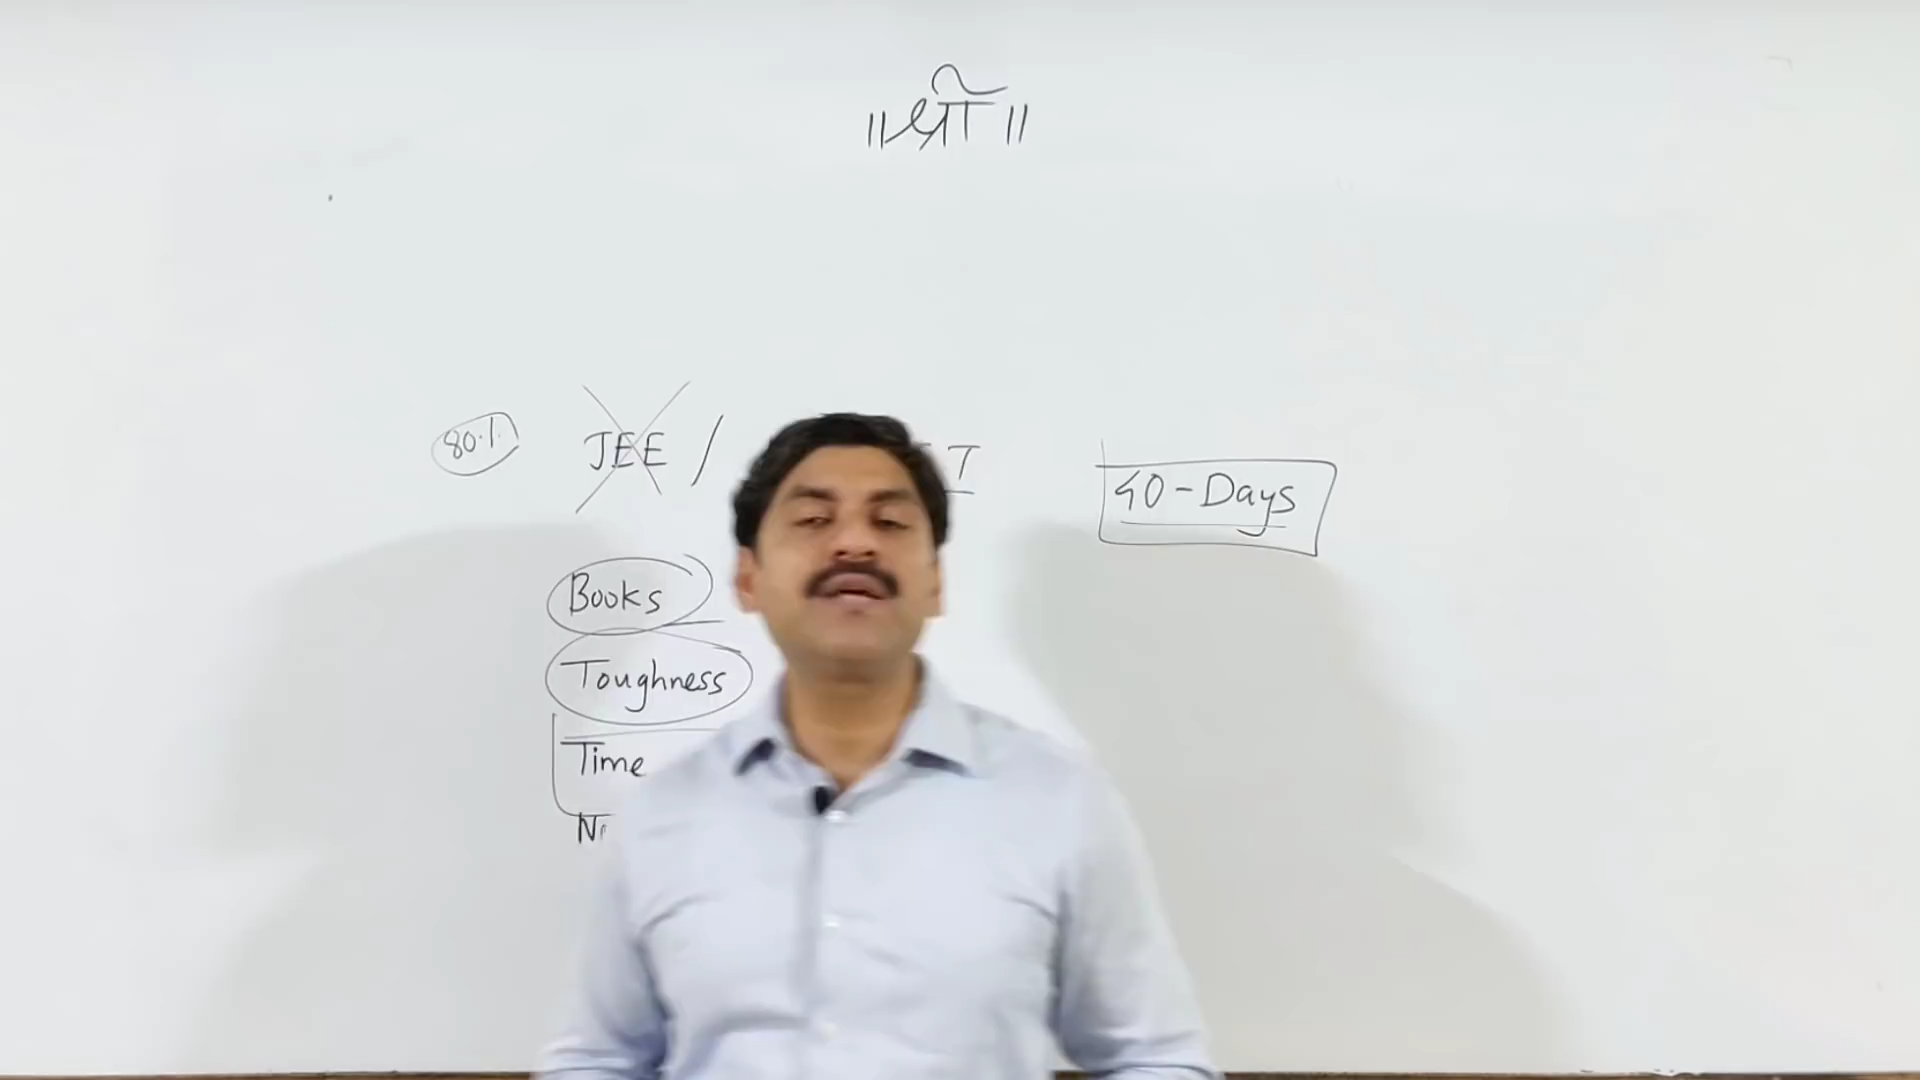 ॥श्री॥
80% JEE / T
40-Days
Books
Toughness
Time